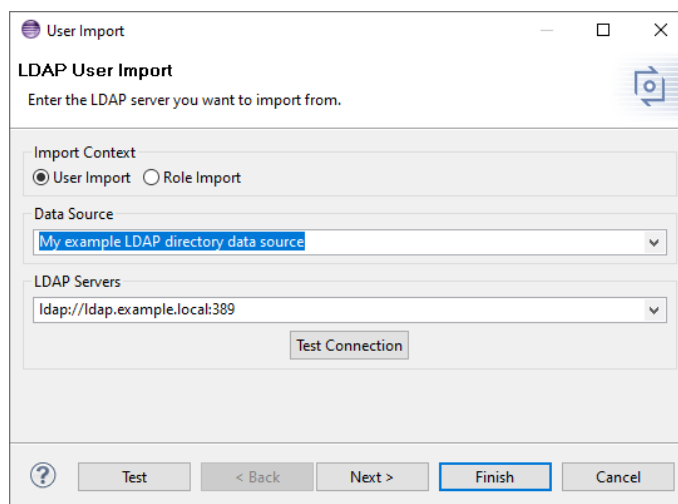 User Import
LDAP User Import
Enter the LDAP server you want to import from.
Import Context
User Import Role Import
Data Source
My example LDAP directory data source
LDAP Servers
ldap://ldap.example.local:389
Test Connection
? Test < Back Next > Finish Cancel